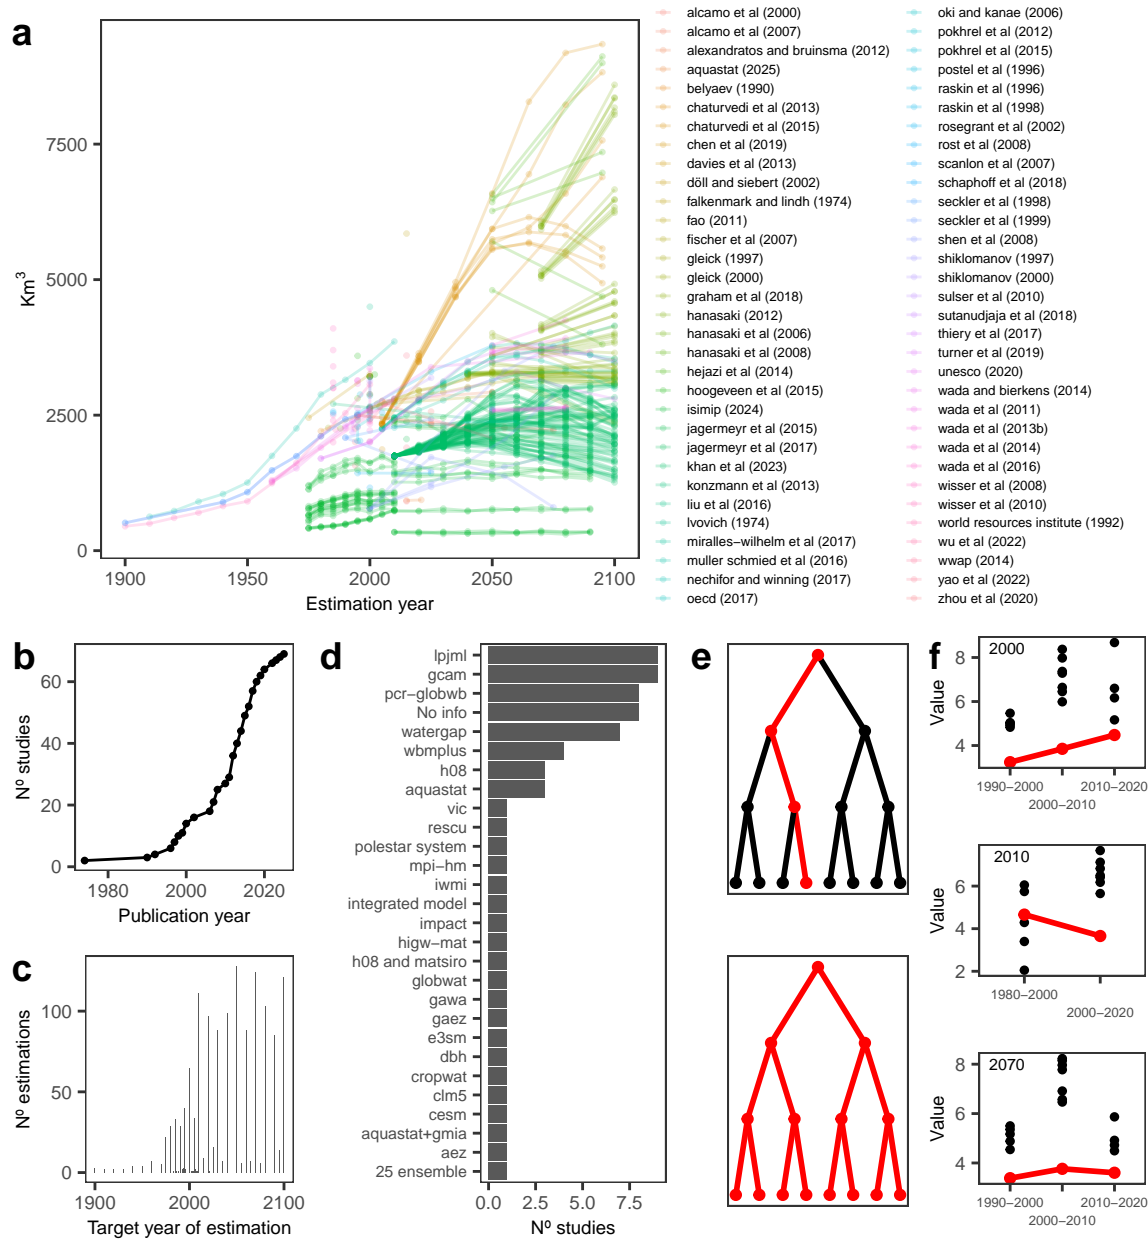 a
7500
5000
2500
0
Km³
1900
1950
2000
2050
2100
Estimation year
alcamo et al (2000)
alcamo et al (2007)
alexandratos and bruinsma (2012)
aquastat (2025)
belyaev (1990)
chaturvedi et al (2013)
chaturvedi et al (2015)
chen et al (2019)
davies et al (2013)
döll and siebert (2002)
falkenmark and lindh (1974)
fao (2011)
fischer et al (2007)
gleick (1997)
gleick (2000)
graham et al (2018)
hanasaki (2012)
hanasaki et al (2006)
hanasaki et al (2008)
hejazi et al (2014)
hoogeveen et al (2015)
isimip (2024)
jagermeyr et al (2015)
jagermeyr et al (2017)
khan et al (2023)
konzmann et al (2013)
liu et al (2016)
lvovich (1974)
miralles−wilhelm et al (2017)
muller schmied et al (2016)
nechifor and winning (2017)
oecd (2017)
oki and kanae (2006)
pokhrel et al (2012)
pokhrel et al (2015)
postel et al (1996)
raskin et al (1996)
raskin et al (1998)
rosegrant et al (2002)
rost et al (2008)
scanlon et al (2007)
schaphoff et al (2018)
seckler et al (1998)
seckler et al (1999)
shen et al (2008)
shiklomanov (1997)
shiklomanov (2000)
sulser et al (2010)
sutanudjaja et al (2018)
thiery et al (2017)
turner et al (2019)
unesco (2020)
wada and bierkens (2014)
wada et al (2011)
wada et al (2013b)
wada et al (2014)
wada et al (2016)
wisser et al (2008)
wisser et al (2010)
world resources institute (1992)
wu et al (2022)
wwap (2014)
yao et al (2022)
zhou et al (2020)
b
60
40
20
0
Nº studies
1980
2000
2020
Publication year
c
100
50
0
Nº estimations
1900
2000
2100
Target year of estimation
d
lpjml
gcam
pcr−globwb
No info
watergap
wbmplus
h08
aquastat
vic
rescu
polestar system
mpi−hm
iwmi
integrated model
impact
higw−mat
h08 and matsiro
globwat
gawa
gaez
e3sm
dbh
cropwat
clm5
cesm
aquastat+gmia
aez
25 ensemble
0.0
2.5
5.0
7.5
Nº studies
e
f
2000
8
6
4
Value
1990−2000
2000−2010
2010−2020
2010
6
4
2
Value
1980−2000
2000−2020
2070
8
6
4
Value
1990−2000
2000−2010
2010−2020